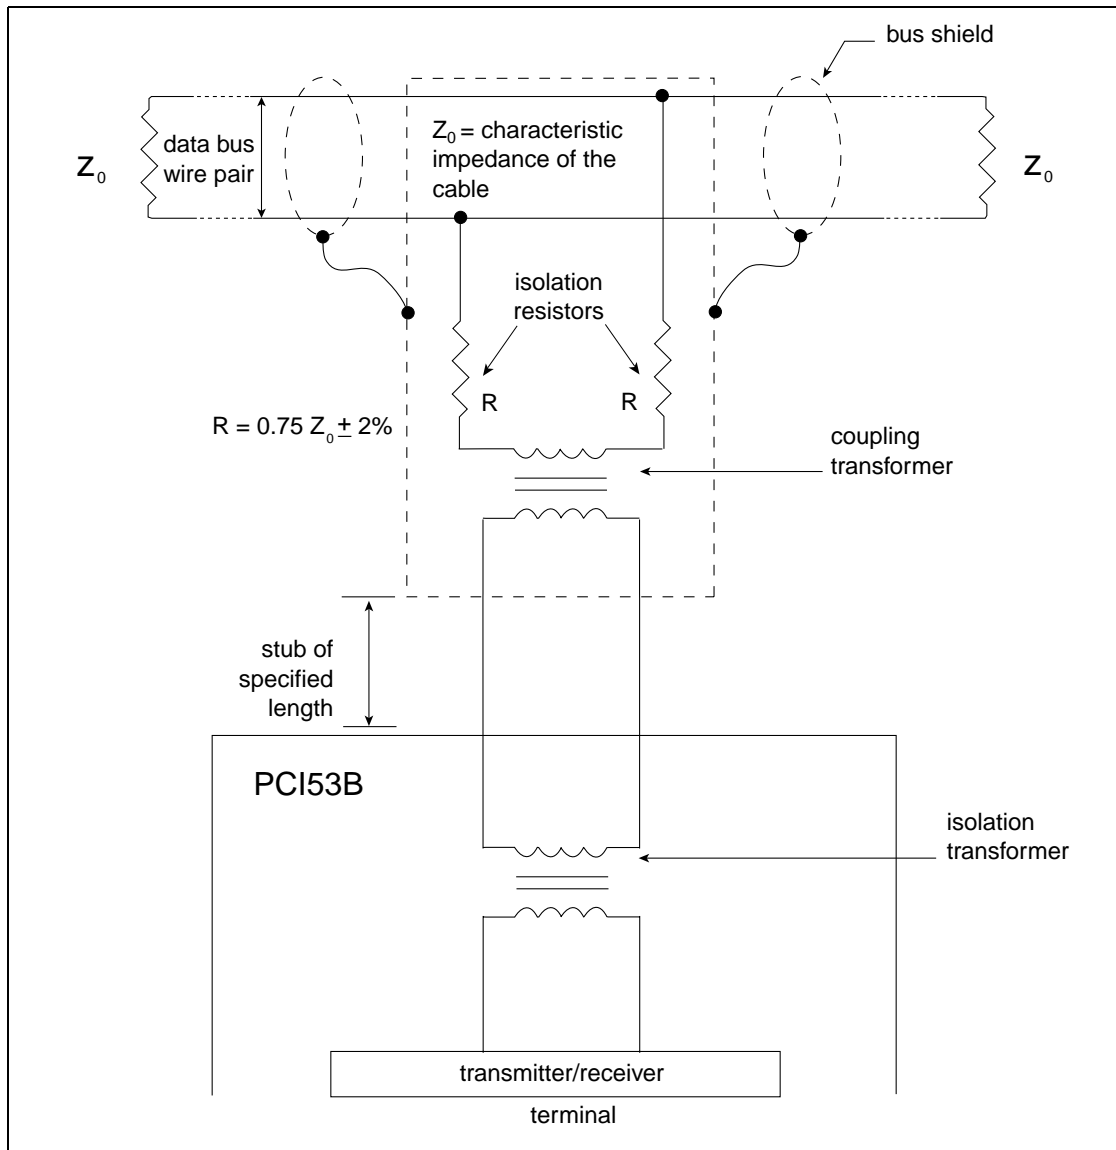 bus shield
data bus
wire pair
Z₀ = characteristic
impedance of the
cable
Z₀
Z₀
isolation
resistors
R
R
R = 0.75 Z₀ ± 2%
coupling
transformer
stub of
specified
length
PCI53B
isolation
transformer
transmitter/receiver
terminal